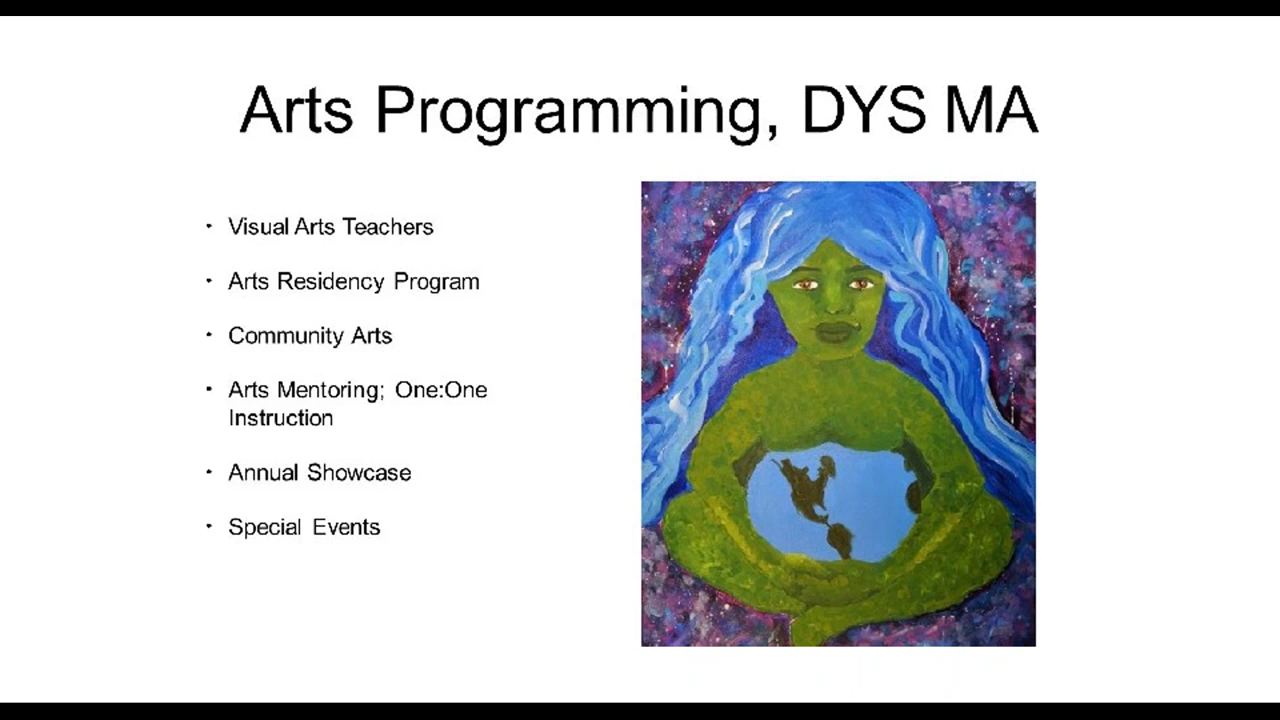 Arts Programming, DYS MA
· Visual Arts Teachers
· Arts Residency Program
· Community Arts
· Arts Mentoring; One:One
Instruction
· Annual Showcase
· Special Events